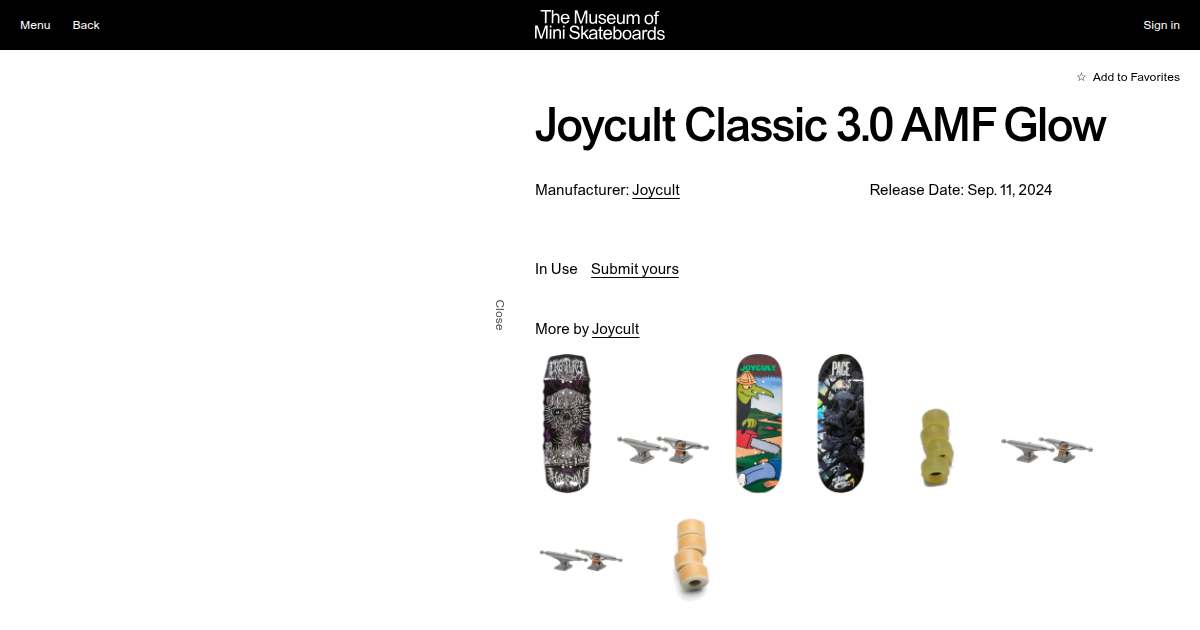 Menu
Back
The Museum of
Mini Skateboards
Sign in
☆ Add to Favorites
Joycult Classic 3.0 AMF Glow
Manufacturer: Joycult
Release Date: Sep. 11, 2024
In Use
Submit yours
Close
More by Joycult
CREATURE
JOYCULT
PACE